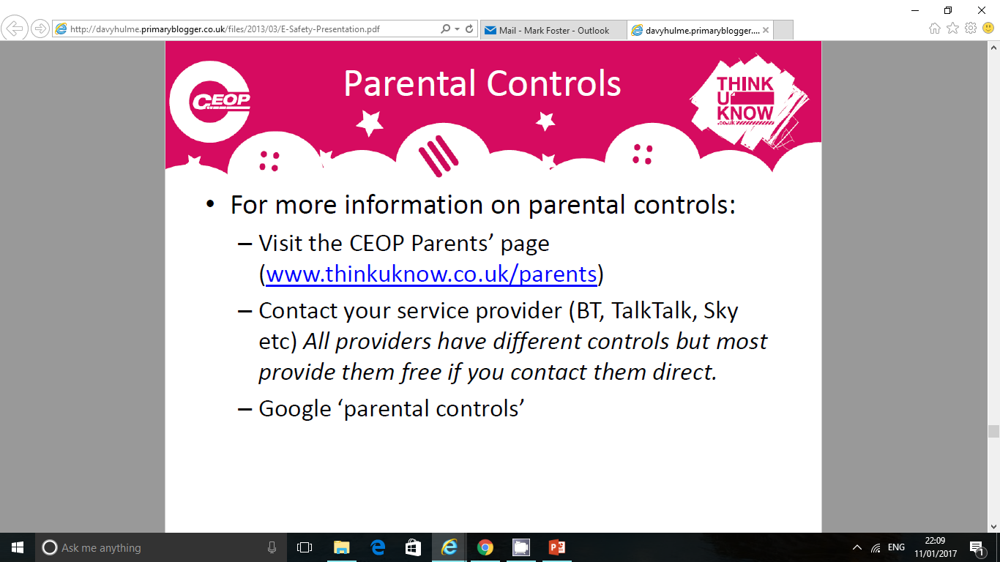 http://davyhulme.primaryblogger.co.uk/files/2013/03/E-Safety-Presentation.pdf
Mail - Mark Foster - Outlook
davyhulme.primaryblogger....
CEOP
Parental Controls
THINK
U
KNOW
.co.uk
• For more information on parental controls:
– Visit the CEOP Parents’ page
(www.thinkuknow.co.uk/parents)
– Contact your service provider (BT, TalkTalk, Sky
etc) All providers have different controls but most
provide them free if you contact them direct.
– Google ‘parental controls’
Ask me anything
ENG
22:09
11/01/2017
1